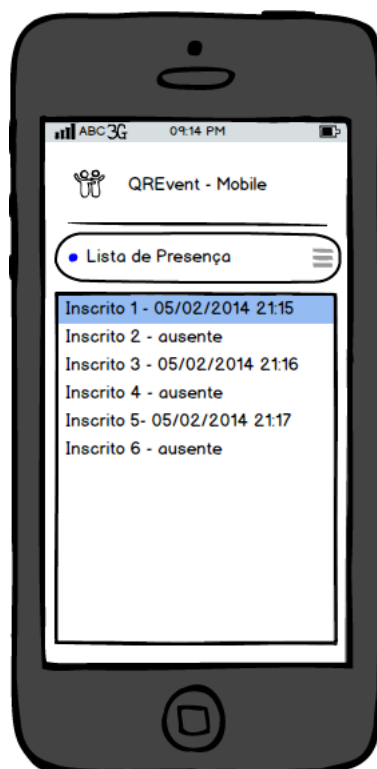 ABC 3G 09:14 PM
QREvent - Mobile
Lista de Presença
Inscrito 1 - 05/02/2014 21:15
Inscrito 2 - ausente
Inscrito 3 - 05/02/2014 21:16
Inscrito 4 - ausente
Inscrito 5- 05/02/2014 21:17
Inscrito 6 - ausente